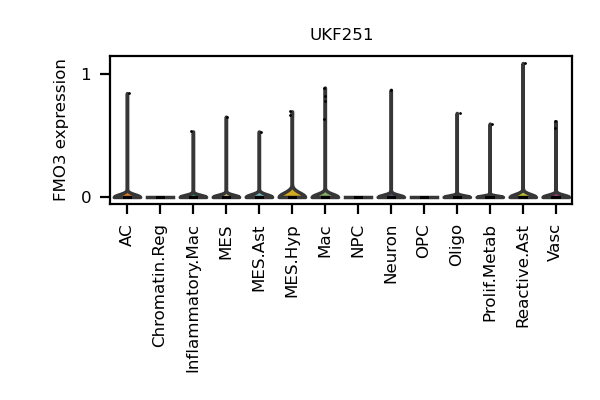 UKF251
FMO3 expression
1
0
AC
Chromatin.Reg
Inflammatory.Mac
MES
MES.Ast
MES.Hyp
Mac
NPC
Neuron
OPC
Oligo
Prolif.Metab
Reactive.Ast
Vasc